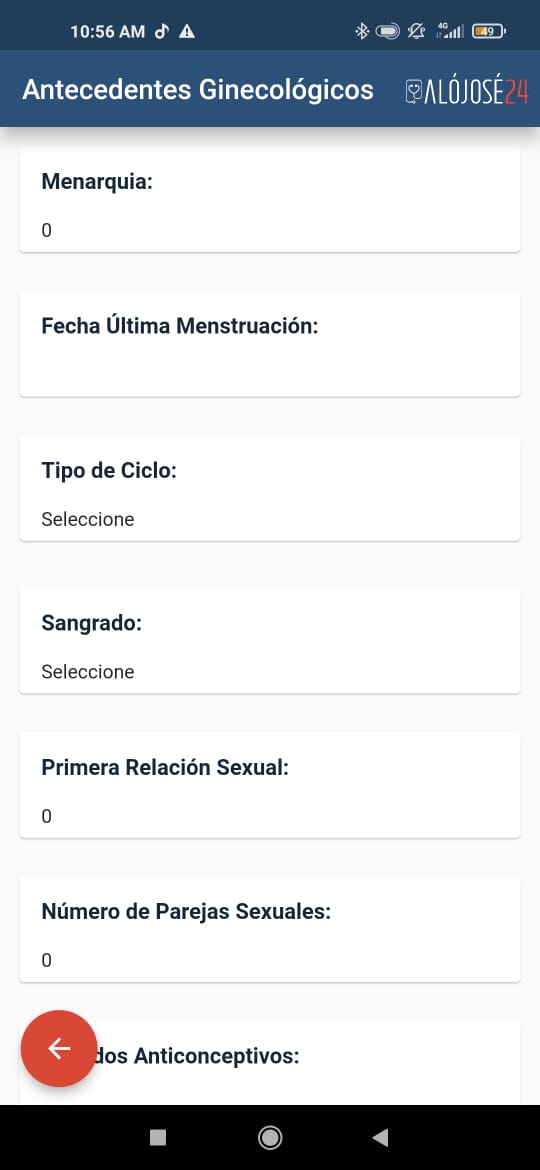 10:56 AM
4G
49
Antecedentes Ginecológicos
ALÓJOSÉ24
Menarquia:
0
Fecha Última Menstruación:
Tipo de Ciclo:
Seleccione
Sangrado:
Seleccione
Primera Relación Sexual:
0
Número de Parejas Sexuales:
0
dos Anticonceptivos: